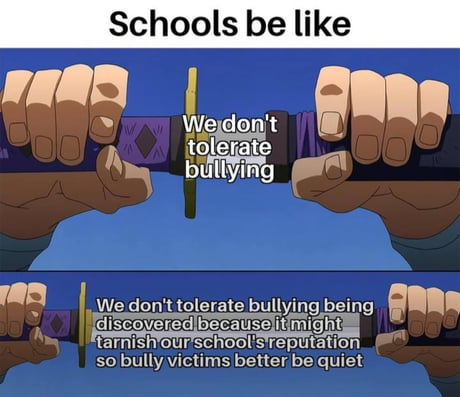 Schools be like
We don't
tolerate
bullying
We don't tolerate bullying being
discovered because it might
tarnish our school's reputation
so bully victims better be quiet